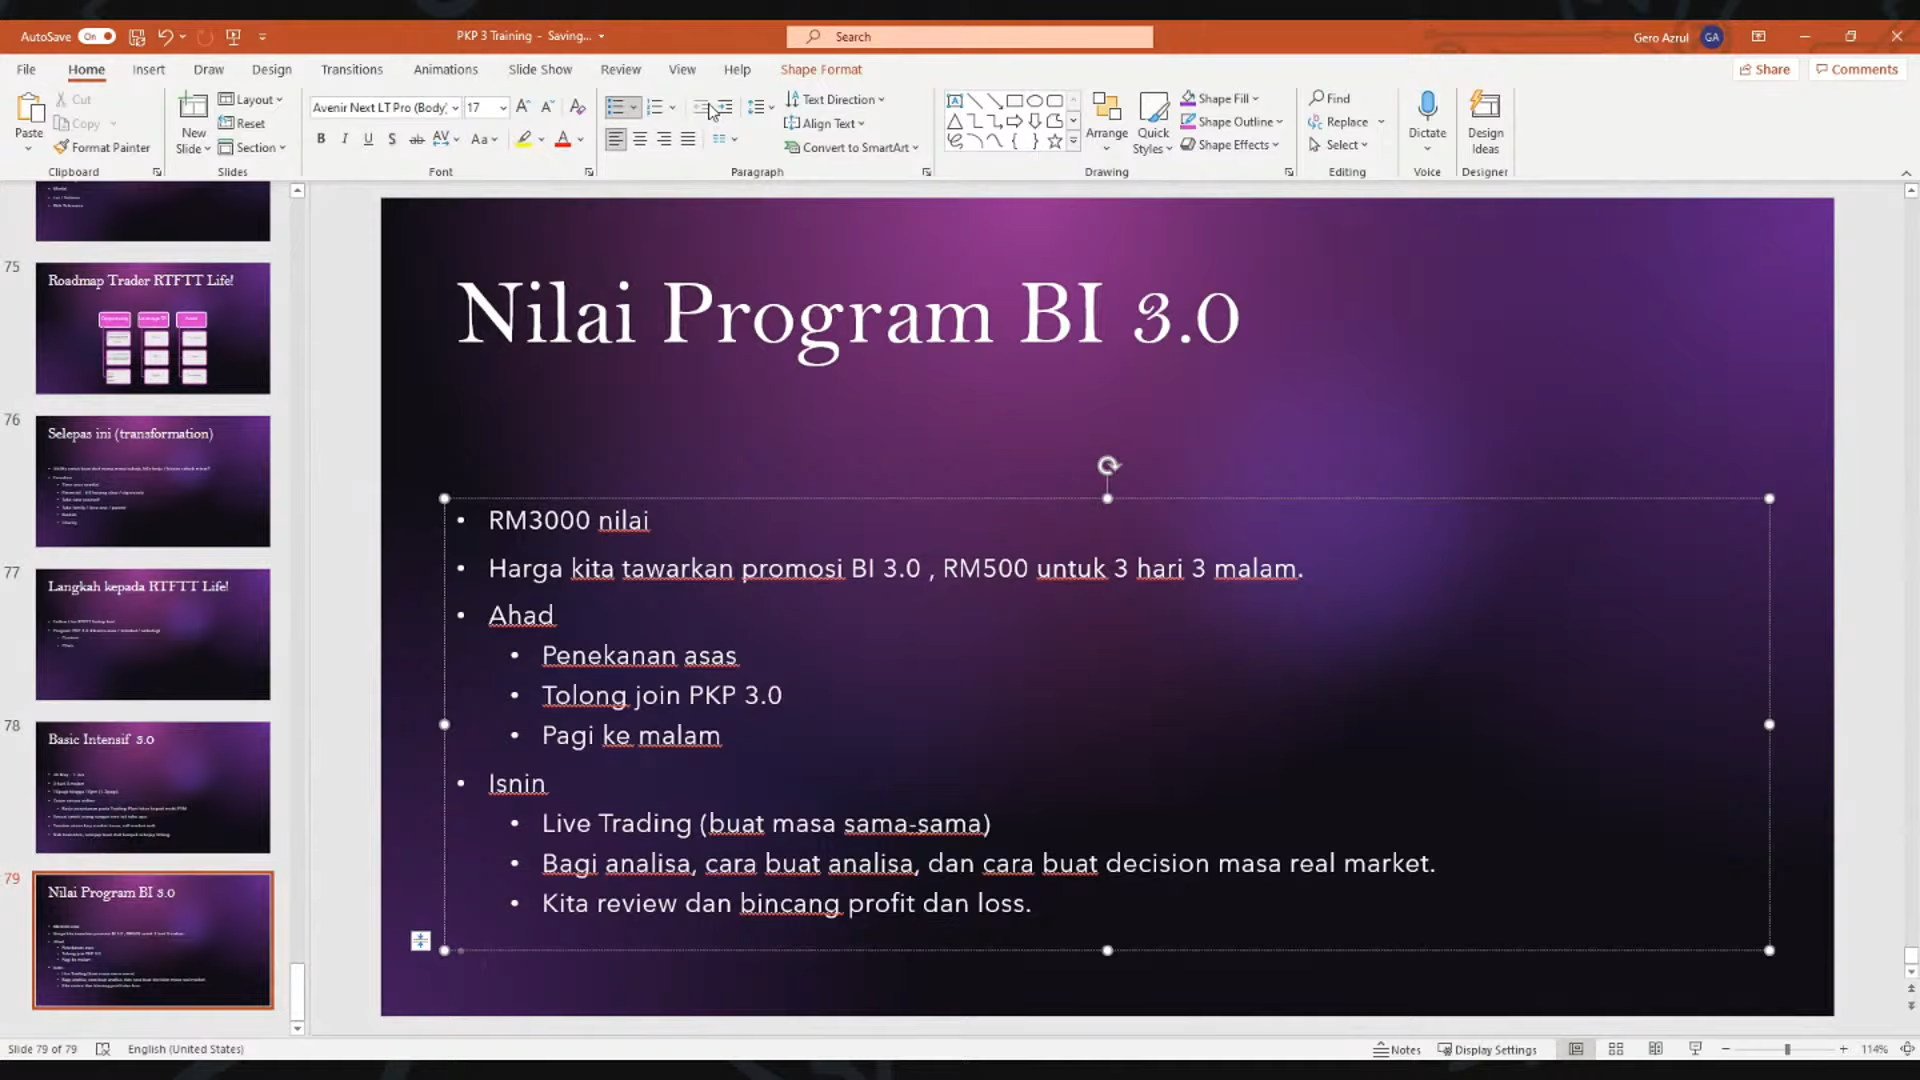 AutoSave On PKP 3 Training - Saving... Search Gero Azrul GA
File Home Insert Draw Design Transitions Animations Slide Show Review View Help Shape Format Share Comments
Paste Cut Copy Format Painter Clipboard
New Slide Layout Reset Section Slides
Avenir Next LT Pro (Body) 17 Font
Text Direction Align Text Convert to SmartArt Paragraph
Arrange Quick Styles Shape Fill Shape Outline Shape Effects Drawing
Find Replace Select Editing
Dictate Voice
Design Ideas Designer
75
Roadmap Trader RTFTT Life!
76
Selepas ini (transformation)
77
Langkah kepada RTFTT Life!
78
Basic Intensif 3.0
79
Nilai Program BI 3.0
Nilai Program BI 3.0
• RM3000 nilai
• Harga kita tawarkan promosi BI 3.0 , RM500 untuk 3 hari 3 malam.
• Ahad
• Penekanan asas
• Tolong join PKP 3.0
• Pagi ke malam
• Isnin
• Live Trading (buat masa sama-sama)
• Bagi analisa, cara buat analisa, dan cara buat decision masa real market.
• Kita review dan bincang profit dan loss.
Slide 79 of 79 English (United States) Notes Display Settings 114%